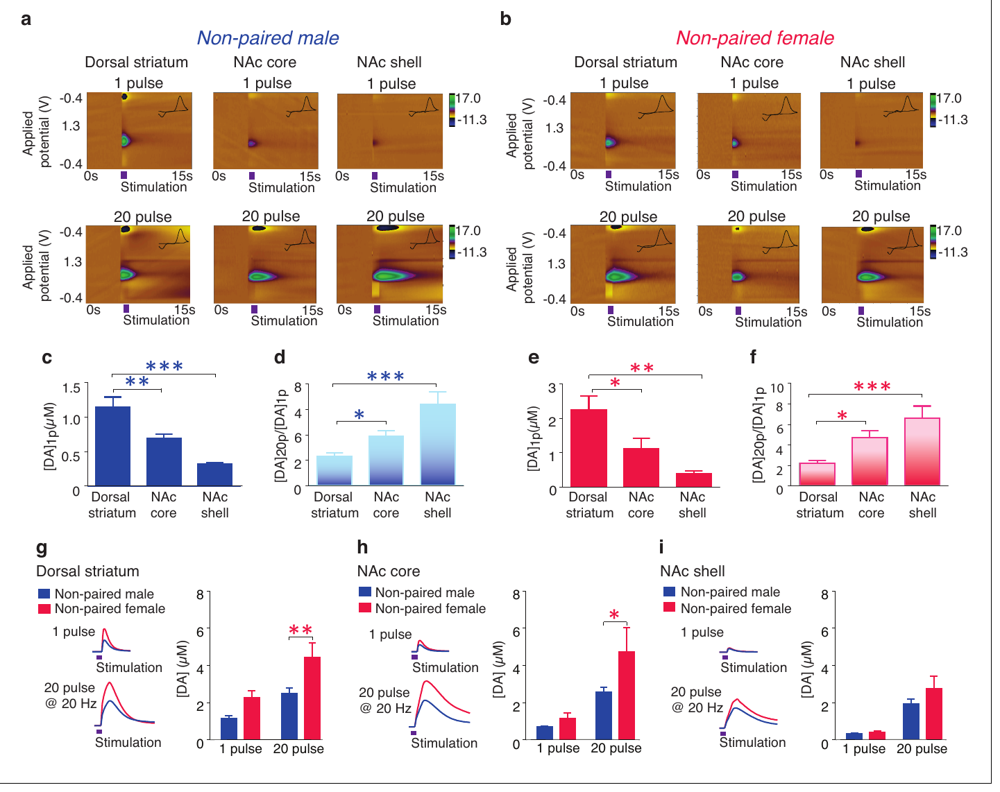 a
Non-paired male
Dorsal striatum NAc core NAc shell
1 pulse 1 pulse 1 pulse
Applied potential (V)
-0.4
1.3
-0.4
17.0
-11.3
0s 15s 0s 15s 0s 15s
Stimulation Stimulation Stimulation
20 pulse 20 pulse 20 pulse
Applied potential (V)
-0.4
1.3
-0.4
17.0
-11.3
0s 15s 0s 15s 0s 15s
Stimulation Stimulation Stimulation
b
Non-paired female
Dorsal striatum NAc core NAc shell
1 pulse 1 pulse 1 pulse
Applied potential (V)
-0.4
1.3
-0.4
17.0
-11.3
0s 15s 0s 15s 0s 15s
Stimulation Stimulation Stimulation
20 pulse 20 pulse 20 pulse
Applied potential (V)
-0.4
1.3
-0.4
17.0
-11.3
0s 15s 0s 15s 0s 15s
Stimulation Stimulation Stimulation
c
***
**
[DA]1p(µM)
1.5
1.0
0.5
0
Dorsal striatum NAc core NAc shell
d
***
*
[DA]20p/[DA]1p
8
4
6
2
0
Dorsal striatum NAc core NAc shell
e
**
*
[DA]1p(µM)
3
2
1
0
Dorsal striatum NAc core NAc shell
f
***
*
[DA]20p/[DA]1p
10
8
6
4
2
0
Dorsal striatum NAc core NAc shell
g
Dorsal striatum
Non-paired male
Non-paired female
1 pulse
Stimulation
20 pulse
@ 20 Hz
Stimulation
[DA] (µM)
8
6
4
2
0
**
1 pulse 20 pulse
h
NAc core
Non-paired male
Non-paired female
1 pulse
Stimulation
20 pulse
@ 20 Hz
Stimulation
[DA] (µM)
8
6
4
2
0
*
1 pulse 20 pulse
i
NAc shell
Non-paired male
Non-paired female
1 pulse
Stimulation
20 pulse
@ 20 Hz
Stimulation
[DA] (µM)
8
6
4
2
0
1 pulse 20 pulse